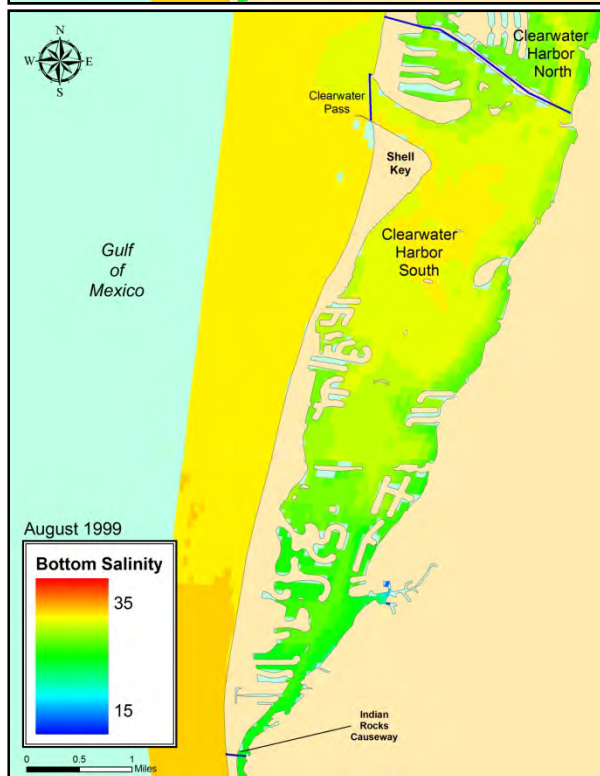 N
W
E
S
Clearwater
Harbor
North
Clearwater
Pass
Shell
Key
Clearwater
Harbor
South
Gulf
of
Mexico
August 1999
Bottom Salinity
35
15
Indian
Rocks
Causeway
0 0.5 1
Miles